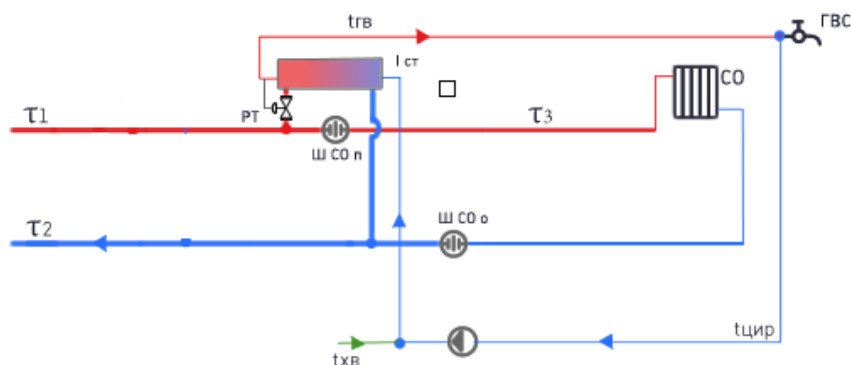 tгв
ГВС
I ст
СО
РТ
τ1
τ3
Ш СО п
τ2
Ш СО о
tцир
tхв